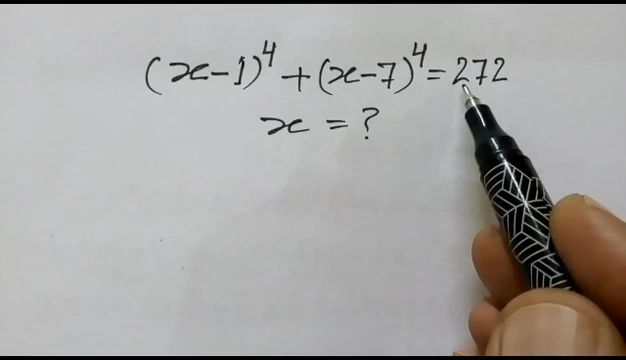 (x-1)⁴+(x-7)⁴=272
x = ?